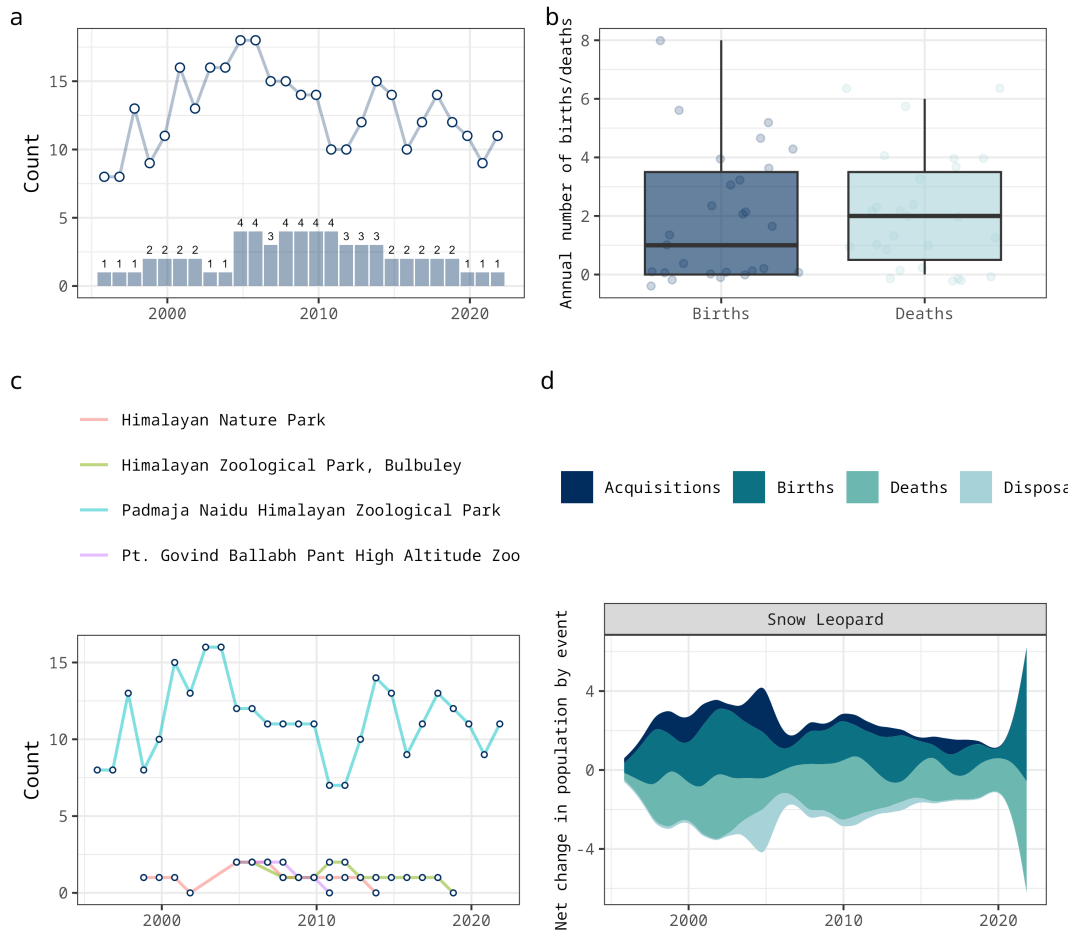 a
Count
15
10
5
0
1 1 1 2 2 2 2 1 1 4 4 3 4 4 4 4 3 3 3 2 2 2 2 2 1 1 1
2000 2010 2020
b
Annual number of births/deaths
8
6
4
2
0
Births Deaths
c
Himalayan Nature Park
Himalayan Zoological Park, Bulbuley
Padmaja Naidu Himalayan Zoological Park
Pt. Govind Ballabh Pant High Altitude Zoo
Count
15
10
5
0
2000 2010 2020
d
Acquisitions Births Deaths Disposa
Snow Leopard
Net change in population by event
4
0
-4
2000 2010 2020